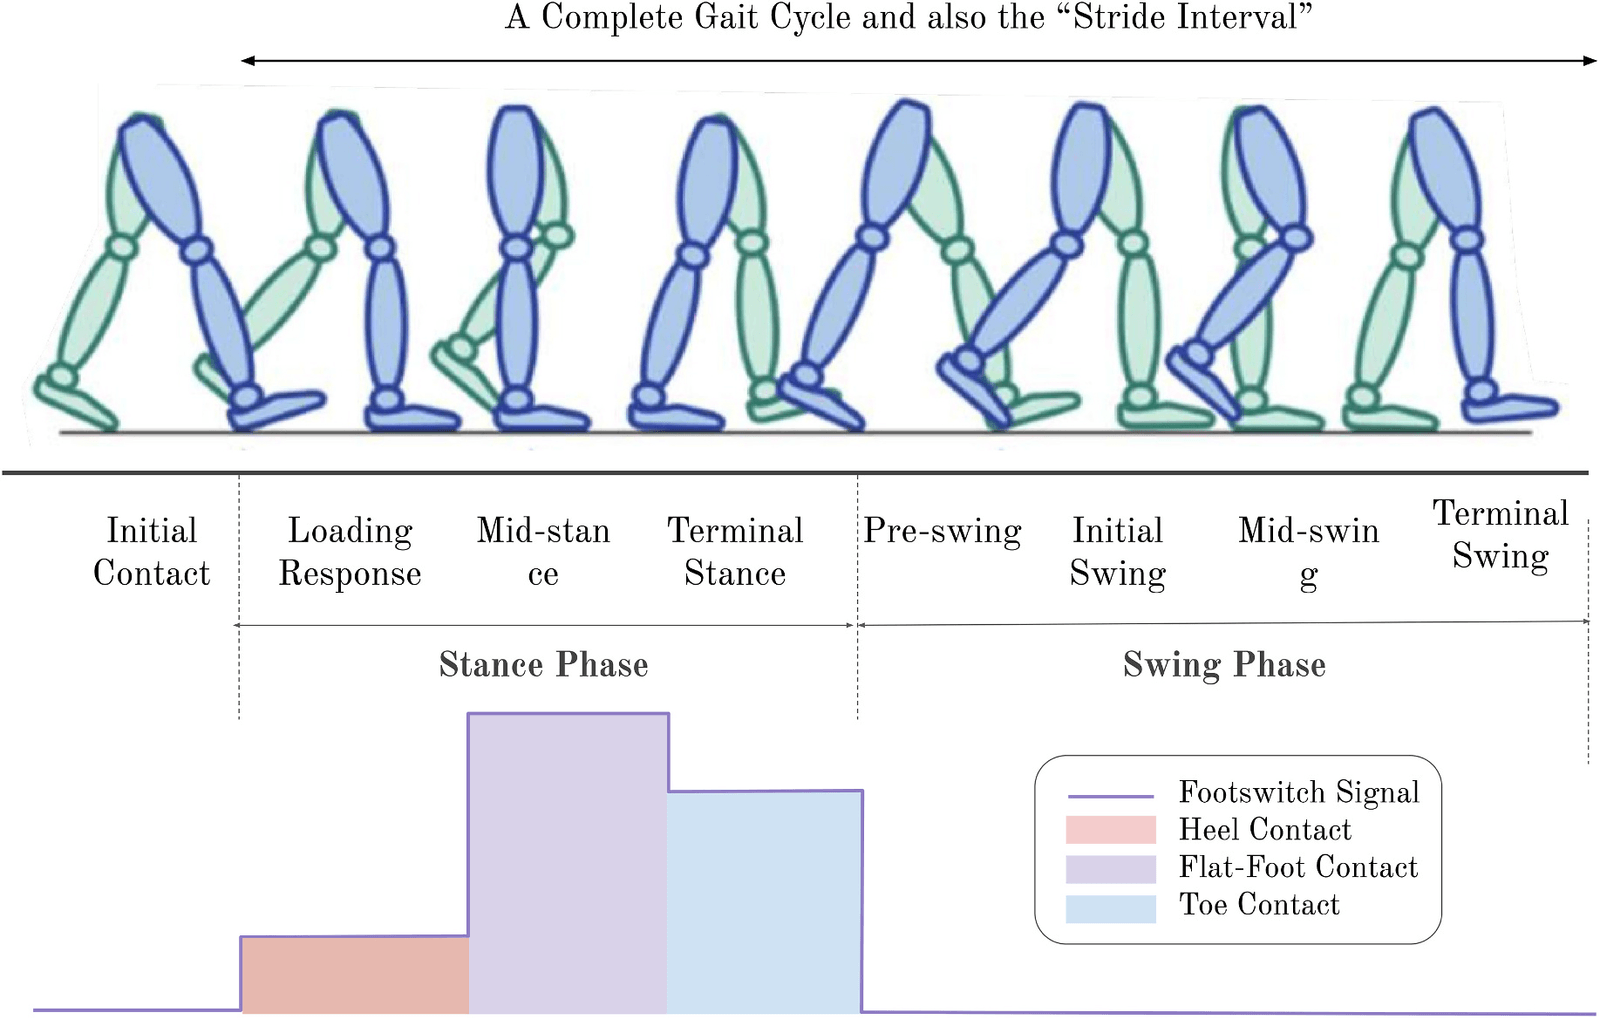 A Complete Gait Cycle and also the “Stride Interval”
Initial
Contact
Loading
Response
Mid-stan
ce
Terminal
Stance
Pre-swing
Initial
Swing
Mid-swin
g
Terminal
Swing
Stance Phase
Swing Phase
Footswitch Signal
Heel Contact
Flat-Foot Contact
Toe Contact